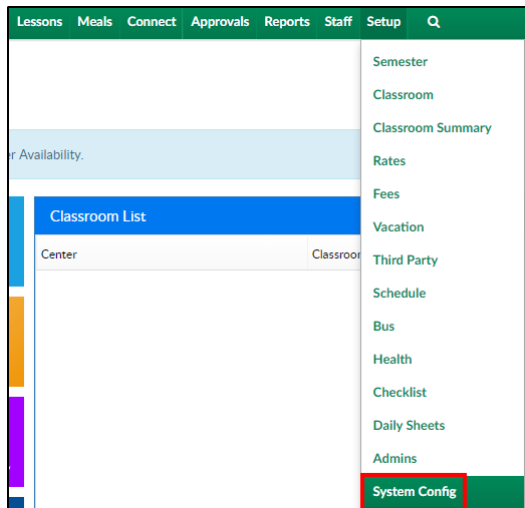 Lessons Meals Connect Approvals Reports Staff Setup
Semester
Classroom
Classroom Summary
Rates
Fees
Vacation
Third Party
Schedule
Bus
Health
Checklist
Daily Sheets
Admins
System Config
Availability.
Classroom List
Center